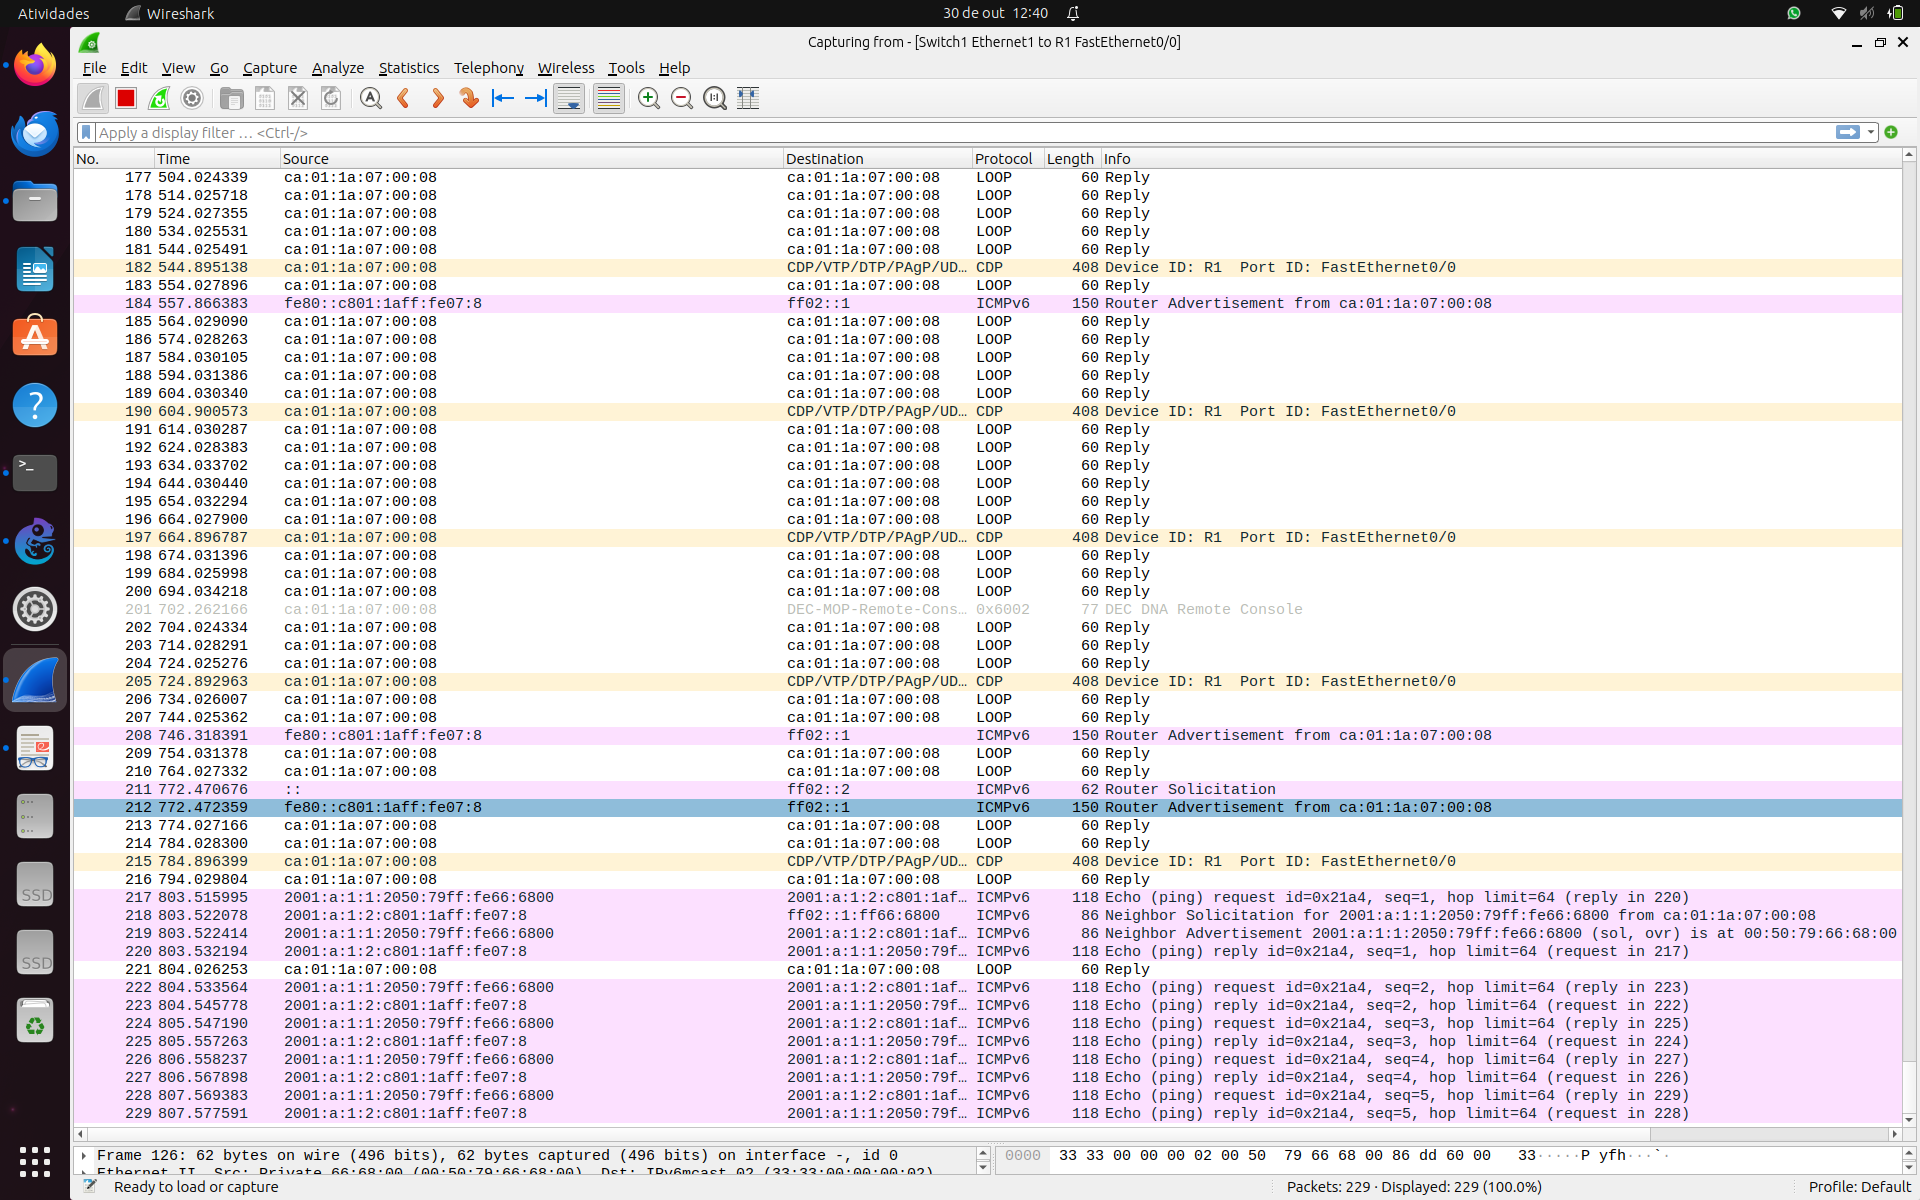 Atividades Wireshark 30 de out 12:40
Capturing from - [Switch1 Ethernet1 to R1 FastEthernet0/0]
File Edit View Go Capture Analyze Statistics Telephony Wireless Tools Help
Apply a display filter … <Ctrl-/>
No. Time Source Destination Protocol Length Info
177 504.024339 ca:01:1a:07:00:08 ca:01:1a:07:00:08 LOOP 60 Reply
178 514.025718 ca:01:1a:07:00:08 ca:01:1a:07:00:08 LOOP 60 Reply
179 524.027355 ca:01:1a:07:00:08 ca:01:1a:07:00:08 LOOP 60 Reply
180 534.025531 ca:01:1a:07:00:08 ca:01:1a:07:00:08 LOOP 60 Reply
181 544.025491 ca:01:1a:07:00:08 ca:01:1a:07:00:08 LOOP 60 Reply
182 544.895138 ca:01:1a:07:00:08 CDP/VTP/DTP/PAgP/UD… CDP 408 Device ID: R1 Port ID: FastEthernet0/0
183 554.027896 ca:01:1a:07:00:08 ca:01:1a:07:00:08 LOOP 60 Reply
184 557.866383 fe80::c801:1aff:fe07:8 ff02::1 ICMPv6 150 Router Advertisement from ca:01:1a:07:00:08
185 564.029090 ca:01:1a:07:00:08 ca:01:1a:07:00:08 LOOP 60 Reply
186 574.028263 ca:01:1a:07:00:08 ca:01:1a:07:00:08 LOOP 60 Reply
187 584.030105 ca:01:1a:07:00:08 ca:01:1a:07:00:08 LOOP 60 Reply
188 594.031386 ca:01:1a:07:00:08 ca:01:1a:07:00:08 LOOP 60 Reply
189 604.030340 ca:01:1a:07:00:08 ca:01:1a:07:00:08 LOOP 60 Reply
190 604.900573 ca:01:1a:07:00:08 CDP/VTP/DTP/PAgP/UD… CDP 408 Device ID: R1 Port ID: FastEthernet0/0
191 614.030287 ca:01:1a:07:00:08 ca:01:1a:07:00:08 LOOP 60 Reply
192 624.028383 ca:01:1a:07:00:08 ca:01:1a:07:00:08 LOOP 60 Reply
193 634.033702 ca:01:1a:07:00:08 ca:01:1a:07:00:08 LOOP 60 Reply
194 644.030440 ca:01:1a:07:00:08 ca:01:1a:07:00:08 LOOP 60 Reply
195 654.032294 ca:01:1a:07:00:08 ca:01:1a:07:00:08 LOOP 60 Reply
196 664.027900 ca:01:1a:07:00:08 ca:01:1a:07:00:08 LOOP 60 Reply
197 664.896787 ca:01:1a:07:00:08 CDP/VTP/DTP/PAgP/UD… CDP 408 Device ID: R1 Port ID: FastEthernet0/0
198 674.031396 ca:01:1a:07:00:08 ca:01:1a:07:00:08 LOOP 60 Reply
199 684.025998 ca:01:1a:07:00:08 ca:01:1a:07:00:08 LOOP 60 Reply
200 694.034218 ca:01:1a:07:00:08 ca:01:1a:07:00:08 LOOP 60 Reply
201 702.262166 ca:01:1a:07:00:08 DEC-MOP-Remote-Cons… 0x6002 77 DEC DNA Remote Console
202 704.024334 ca:01:1a:07:00:08 ca:01:1a:07:00:08 LOOP 60 Reply
203 714.028291 ca:01:1a:07:00:08 ca:01:1a:07:00:08 LOOP 60 Reply
204 724.025276 ca:01:1a:07:00:08 ca:01:1a:07:00:08 LOOP 60 Reply
205 724.892963 ca:01:1a:07:00:08 CDP/VTP/DTP/PAgP/UD… CDP 408 Device ID: R1 Port ID: FastEthernet0/0
206 734.026007 ca:01:1a:07:00:08 ca:01:1a:07:00:08 LOOP 60 Reply
207 744.025362 ca:01:1a:07:00:08 ca:01:1a:07:00:08 LOOP 60 Reply
208 746.318391 fe80::c801:1aff:fe07:8 ff02::1 ICMPv6 150 Router Advertisement from ca:01:1a:07:00:08
209 754.031378 ca:01:1a:07:00:08 ca:01:1a:07:00:08 LOOP 60 Reply
210 764.027332 ca:01:1a:07:00:08 ca:01:1a:07:00:08 LOOP 60 Reply
211 772.470676 :: ff02::2 ICMPv6 62 Router Solicitation
212 772.472359 fe80::c801:1aff:fe07:8 ff02::1 ICMPv6 150 Router Advertisement from ca:01:1a:07:00:08
213 774.027166 ca:01:1a:07:00:08 ca:01:1a:07:00:08 LOOP 60 Reply
214 784.028300 ca:01:1a:07:00:08 ca:01:1a:07:00:08 LOOP 60 Reply
215 784.896399 ca:01:1a:07:00:08 CDP/VTP/DTP/PAgP/UD… CDP 408 Device ID: R1 Port ID: FastEthernet0/0
216 794.029804 ca:01:1a:07:00:08 ca:01:1a:07:00:08 LOOP 60 Reply
217 803.515995 2001:a:1:1:2050:79ff:fe66:6800 2001:a:1:2:c801:1af… ICMPv6 118 Echo (ping) request id=0x21a4, seq=1, hop limit=64 (reply in 220)
218 803.522078 2001:a:1:2:c801:1aff:fe07:8 ff02::1:ff66:6800 ICMPv6 86 Neighbor Solicitation for 2001:a:1:1:2050:79ff:fe66:6800 from ca:01:1a:07:00:08
219 803.522414 2001:a:1:1:2050:79ff:fe66:6800 2001:a:1:2:c801:1af… ICMPv6 86 Neighbor Advertisement 2001:a:1:1:2050:79ff:fe66:6800 (sol, ovr) is at 00:50:79:66:68:00
220 803.532194 2001:a:1:2:c801:1aff:fe07:8 2001:a:1:1:2050:79f… ICMPv6 118 Echo (ping) reply id=0x21a4, seq=1, hop limit=64 (request in 217)
221 804.026253 ca:01:1a:07:00:08 ca:01:1a:07:00:08 LOOP 60 Reply
222 804.533564 2001:a:1:1:2050:79ff:fe66:6800 2001:a:1:2:c801:1af… ICMPv6 118 Echo (ping) request id=0x21a4, seq=2, hop limit=64 (reply in 223)
223 804.545778 2001:a:1:2:c801:1aff:fe07:8 2001:a:1:1:2050:79f… ICMPv6 118 Echo (ping) reply id=0x21a4, seq=2, hop limit=64 (request in 222)
224 805.547190 2001:a:1:1:2050:79ff:fe66:6800 2001:a:1:2:c801:1af… ICMPv6 118 Echo (ping) request id=0x21a4, seq=3, hop limit=64 (reply in 225)
225 805.557263 2001:a:1:2:c801:1aff:fe07:8 2001:a:1:1:2050:79f… ICMPv6 118 Echo (ping) reply id=0x21a4, seq=3, hop limit=64 (request in 224)
226 806.558237 2001:a:1:1:2050:79ff:fe66:6800 2001:a:1:2:c801:1af… ICMPv6 118 Echo (ping) request id=0x21a4, seq=4, hop limit=64 (reply in 227)
227 806.567898 2001:a:1:2:c801:1aff:fe07:8 2001:a:1:1:2050:79f… ICMPv6 118 Echo (ping) reply id=0x21a4, seq=4, hop limit=64 (request in 226)
228 807.569383 2001:a:1:1:2050:79ff:fe66:6800 2001:a:1:2:c801:1af… ICMPv6 118 Echo (ping) request id=0x21a4, seq=5, hop limit=64 (reply in 229)
229 807.577591 2001:a:1:2:c801:1aff:fe07:8 2001:a:1:1:2050:79f… ICMPv6 118 Echo (ping) reply id=0x21a4, seq=5, hop limit=64 (request in 228)
SSD
SSD
Frame 126: 62 bytes on wire (496 bits), 62 bytes captured (496 bits) on interface -, id 0
Ethernet II, Src: Private_66:68:00 (00:50:79:66:68:00), Dst: IPv6mcast_02 (33:33:00:00:00:02)
0000 33 33 00 00 00 02 00 50 79 66 68 00 86 dd 60 00 33·····P yfh···`·
Ready to load or capture Packets: 229 · Displayed: 229 (100.0%) Profile: Default